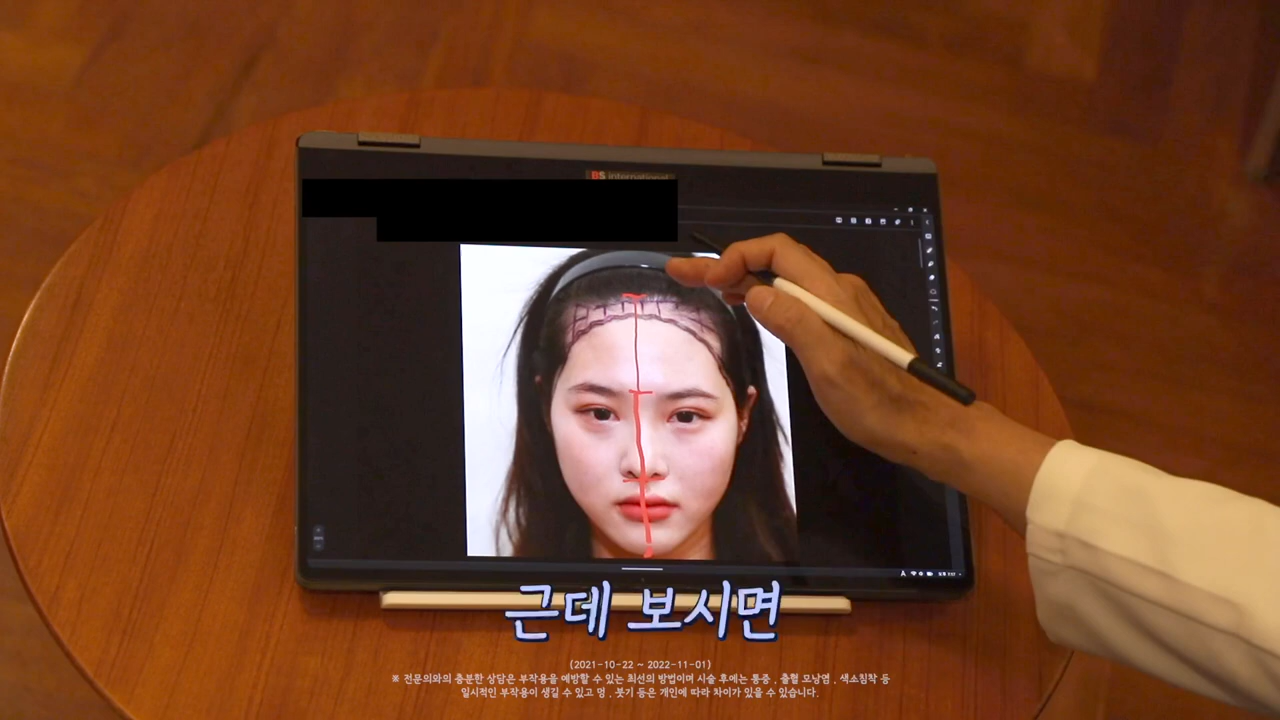 BS international
근데 보시면
(2021-10-22 ~ 2022-11-01)
※ 전문의와의 충분한 상담은 부작용을 예방할 수 있는 최선의 방법이며 시술 후에는 통증 , 출혈 모낭염 , 색소침착 등
일시적인 부작용이 생길 수 있고 멍 , 붓기 등은 개인에 따라 차이가 있을 수 있습니다.